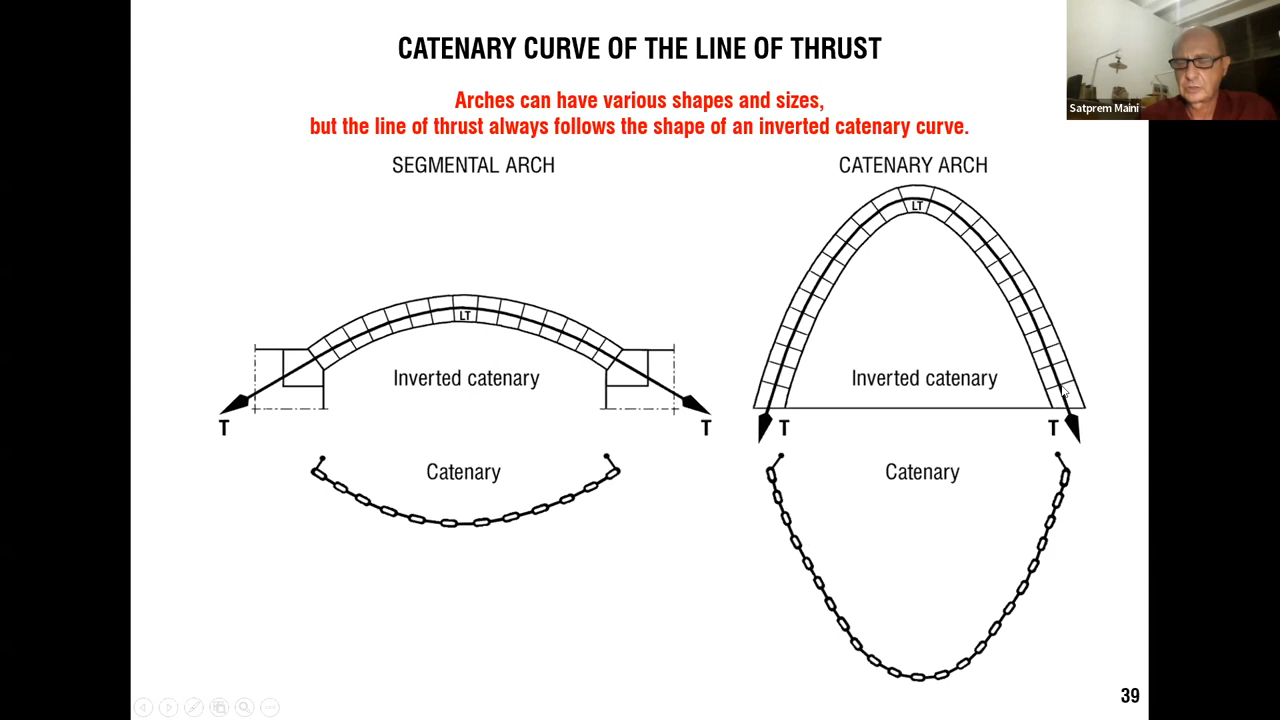 CATENARY CURVE OF THE LINE OF THRUST
Satprem Maini
Arches can have various shapes and sizes,
but the line of thrust always follows the shape of an inverted catenary curve.
SEGMENTAL ARCH
CATENARY ARCH
LT
LT
Inverted catenary
Inverted catenary
T
T
T
T
Catenary
Catenary
39